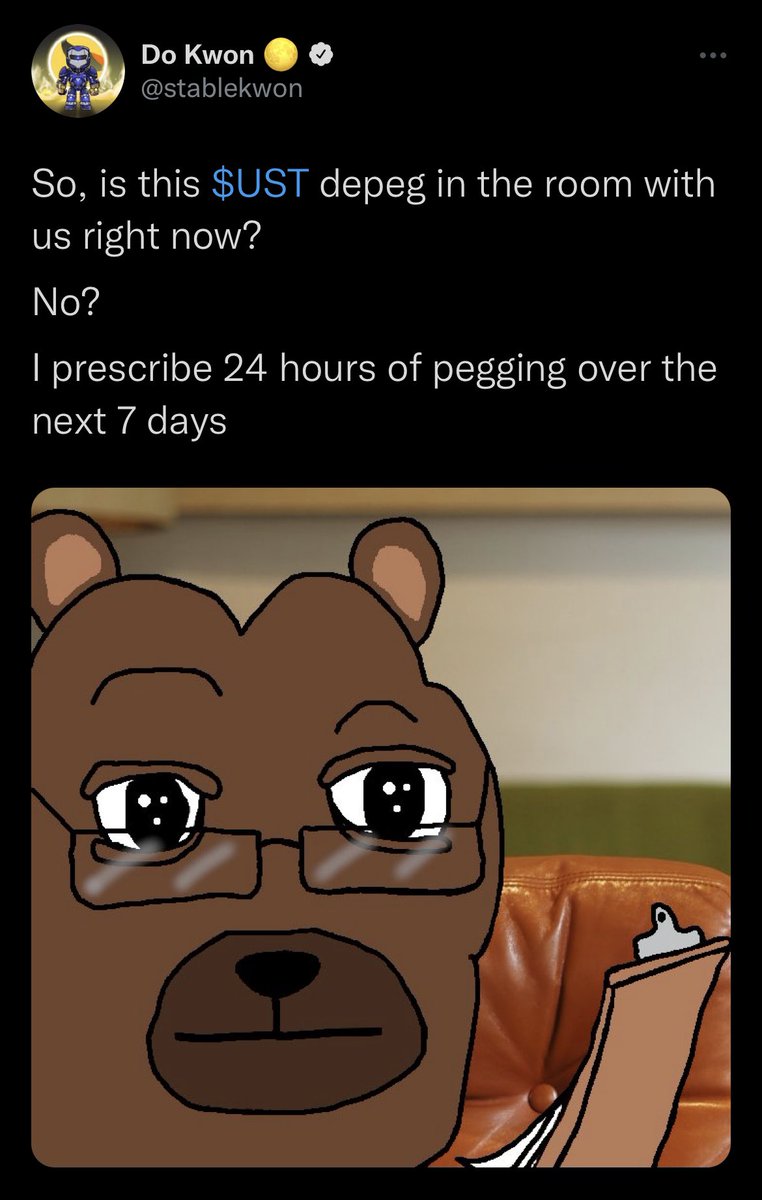 Do Kwon 🌕
@stablekwon
So, is this $UST depeg in the room with
us right now?
No?
I prescribe 24 hours of pegging over the
next 7 days